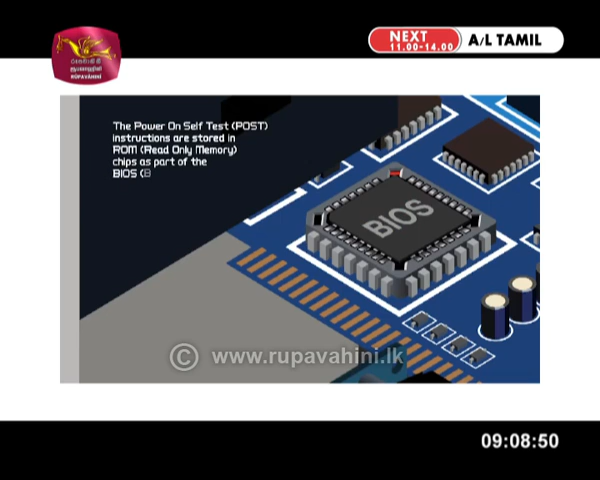 NEXT
11.00-14.00
A/L TAMIL
RUPAVAHINI
The Power On Self Test (POST)
instructions are stored in
ROM (Read Only Memory)
chips as part of the
BIOS (B
BIOS
© www.rupavahini.lk
09:08:50